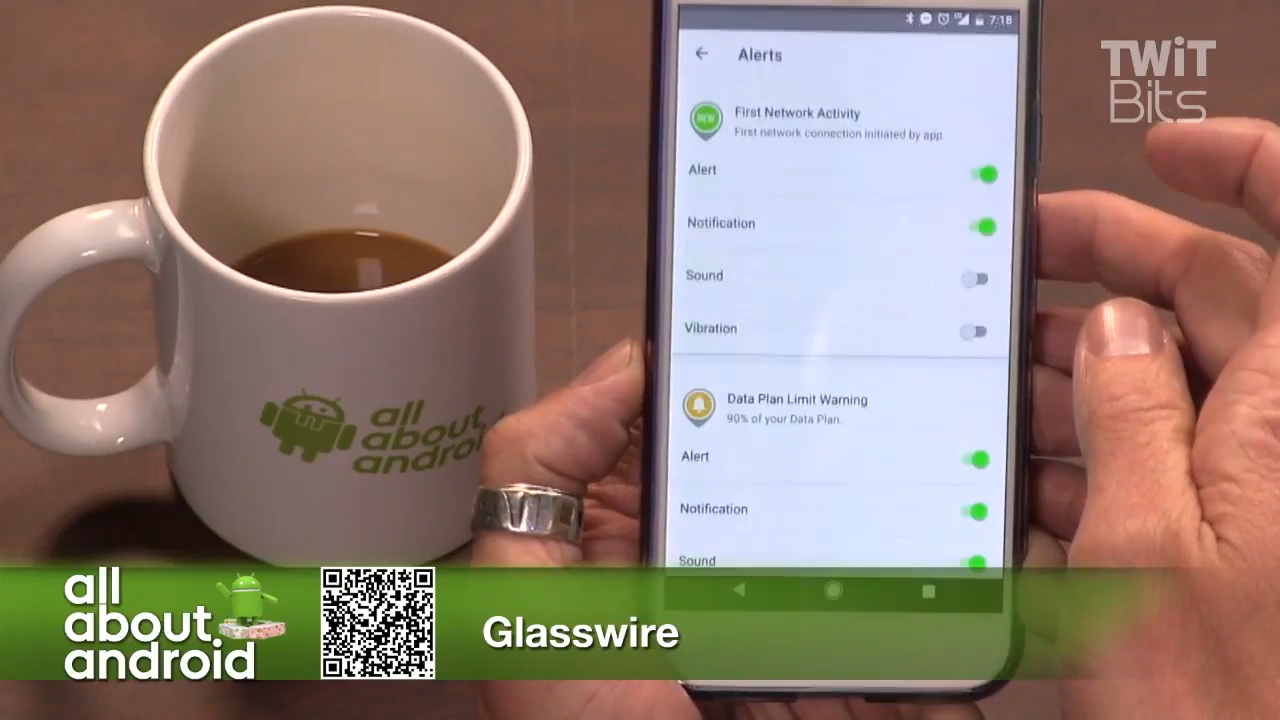 7:18
TWiT
Bits
Alerts
NEW
First Network Activity
First network connection initiated by app.
Alert
Notification
Sound
Vibration
Data Plan Limit Warning
90% of your Data Plan.
Alert
Notification
Sound
all
about
android
all
about
android
Glasswire